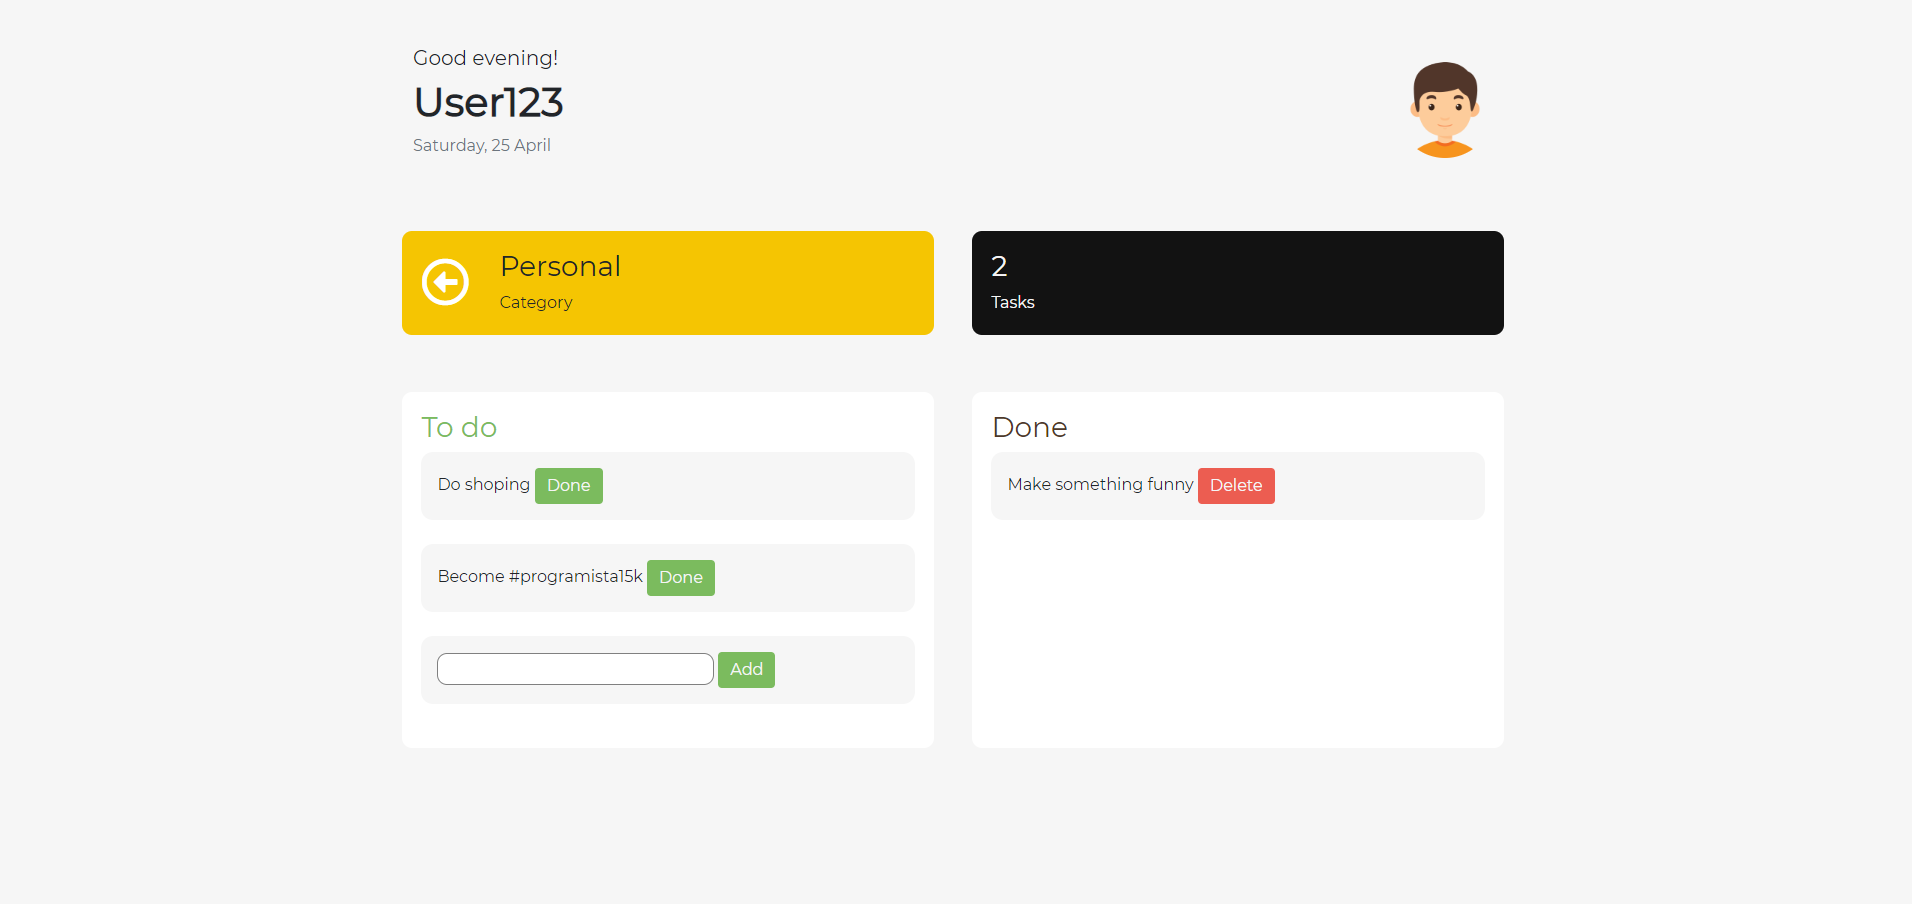 Good evening!
User123
Saturday, 25 April
Personal
Category
2
Tasks
To do
Do shoping Done
Become #programista15k Done
Add
Done
Make something funny Delete